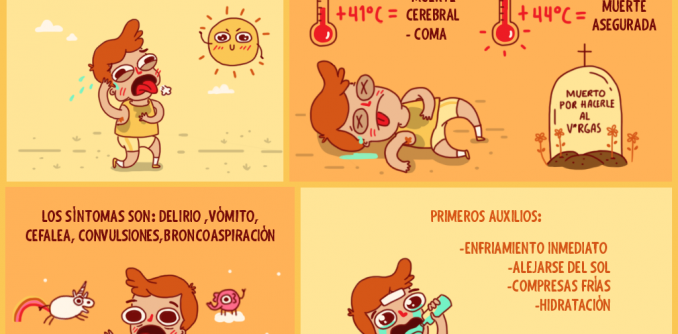 +41°C =
CEREBRAL
- COMA
+44°C =
MUERTE
ASEGURADA
MUERTO
POR HACERLE
AL
V*RGAS
LOS SÍNTOMAS SON: DELIRIO ,VÓMITO,
CEFALEA, CONVULSIONES,BRONCOASPIRACIÓN
PRIMEROS AUXILIOS:
-ENFRIAMIENTO INMEDIATO
-ALEJARSE DEL SOL
-COMPRESAS FRÍAS
-HIDRATACIÓN